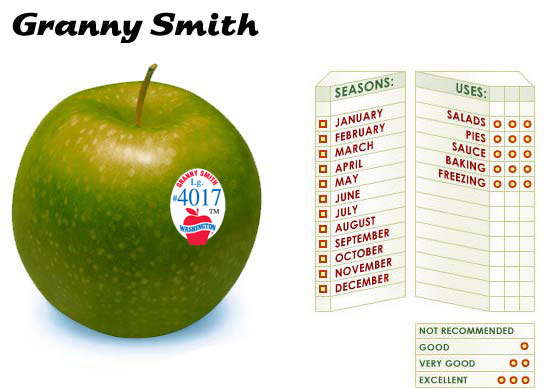 Granny Smith
GRANNY SMITH
Lg.
#4017
TM
WASHINGTON
SEASONS:
JANUARY
FEBRUARY
MARCH
APRIL
MAY
JUNE
JULY
AUGUST
SEPTEMBER
OCTOBER
NOVEMBER
DECEMBER
USES:
SALADS
PIES
SAUCE
BAKING
FREEZING
NOT RECOMMENDED
GOOD
VERY GOOD
EXCELLENT